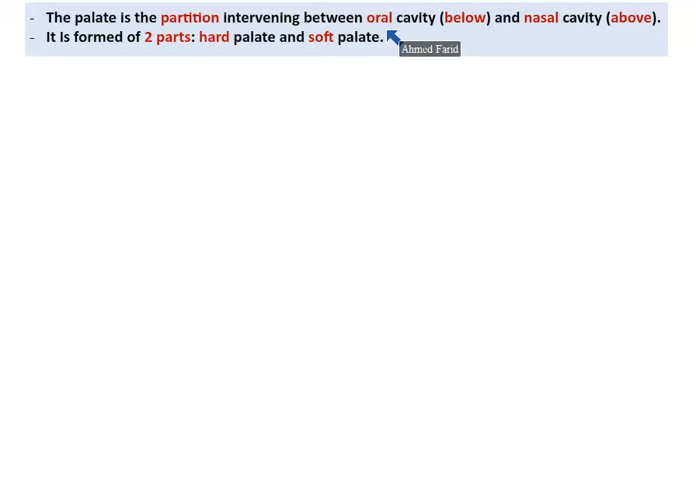 - The palate is the partition intervening between oral cavity (below) and nasal cavity (above).
- It is formed of 2 parts: hard palate and soft palate.
Ahmed Farid